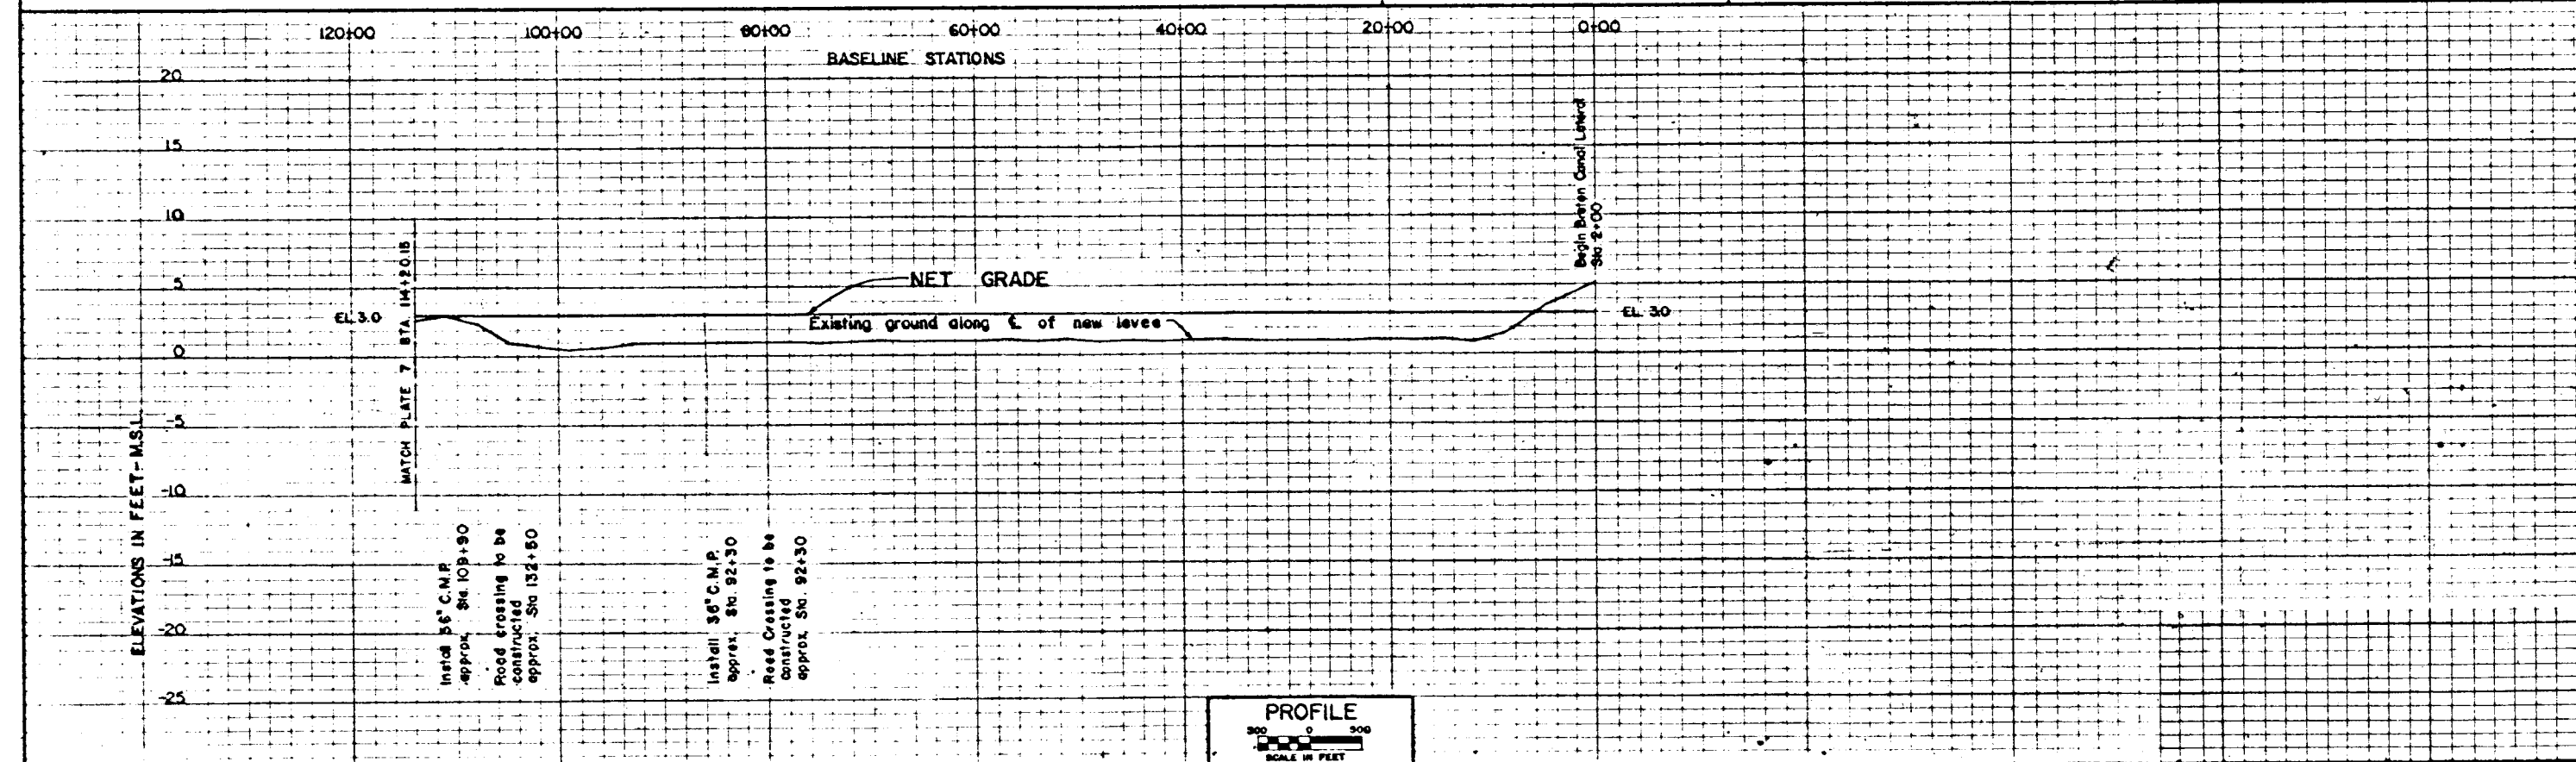 120+00 100+00 80+00 60+00 40+00 20+00 0+00
BASELINE STATIONS
20
15
10
5
0
-5
-10
-15
-20
-25
ELEVATIONS IN FEET-M.S.L.
MATCH PLATE 7 STA. 114+20.15
EL 3.0
NET GRADE
Existing ground along ℄ of new levee
EL. 3.0
Begin Breton Canal Lateral
Sta. 2+00
Install 36" C.M.P.
approx. Sta. 109+90
Road crossing to be
constructed
approx. Sta 132+50
Install 36" C.M.P.
approx. Sta 92+30
Road Crossing to be
constructed
approx. Sta. 92+30
PROFILE
0 500
SCALE IN FEET